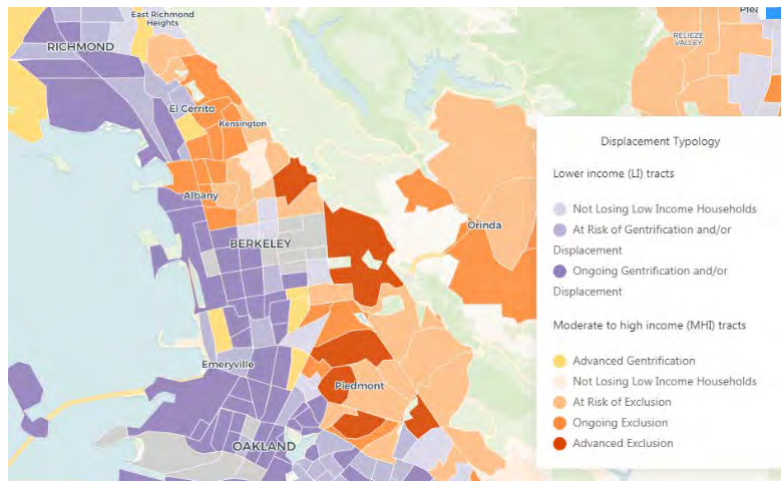 East Richmond
Heights
RICHMOND
Plea
RELIEZE
VALLEY
El Cerrito
Kensington
Albany
BERKELEY
Orinda
Emeryville
Piedmont
OAKLAND
Displacement Typology
Lower income (LI) tracts
Not Losing Low Income Households
At Risk of Gentrification and/or
Displacement
Ongoing Gentrification and/or
Displacement
Moderate to high income (MHI) tracts
Advanced Gentrification
Not Losing Low Income Households
At Risk of Exclusion
Ongoing Exclusion
Advanced Exclusion